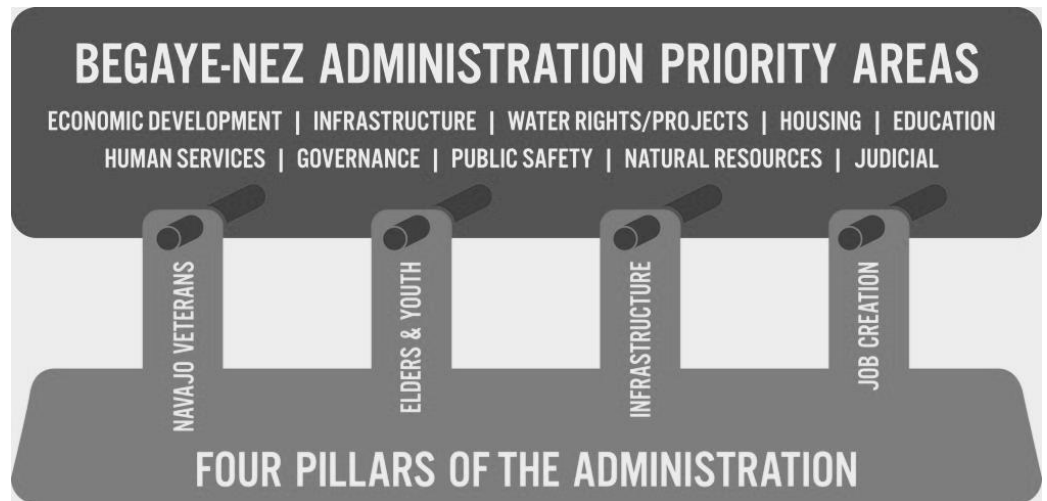 BEGAYE-NEZ ADMINISTRATION PRIORITY AREAS
ECONOMIC DEVELOPMENT | INFRASTRUCTURE | WATER RIGHTS/PROJECTS | HOUSING | EDUCATION
HUMAN SERVICES | GOVERNANCE | PUBLIC SAFETY | NATURAL RESOURCES | JUDICIAL
NAVAJO VETERANS
ELDERS & YOUTH
INFRASTRUCTURE
JOB CREATION
FOUR PILLARS OF THE ADMINISTRATION